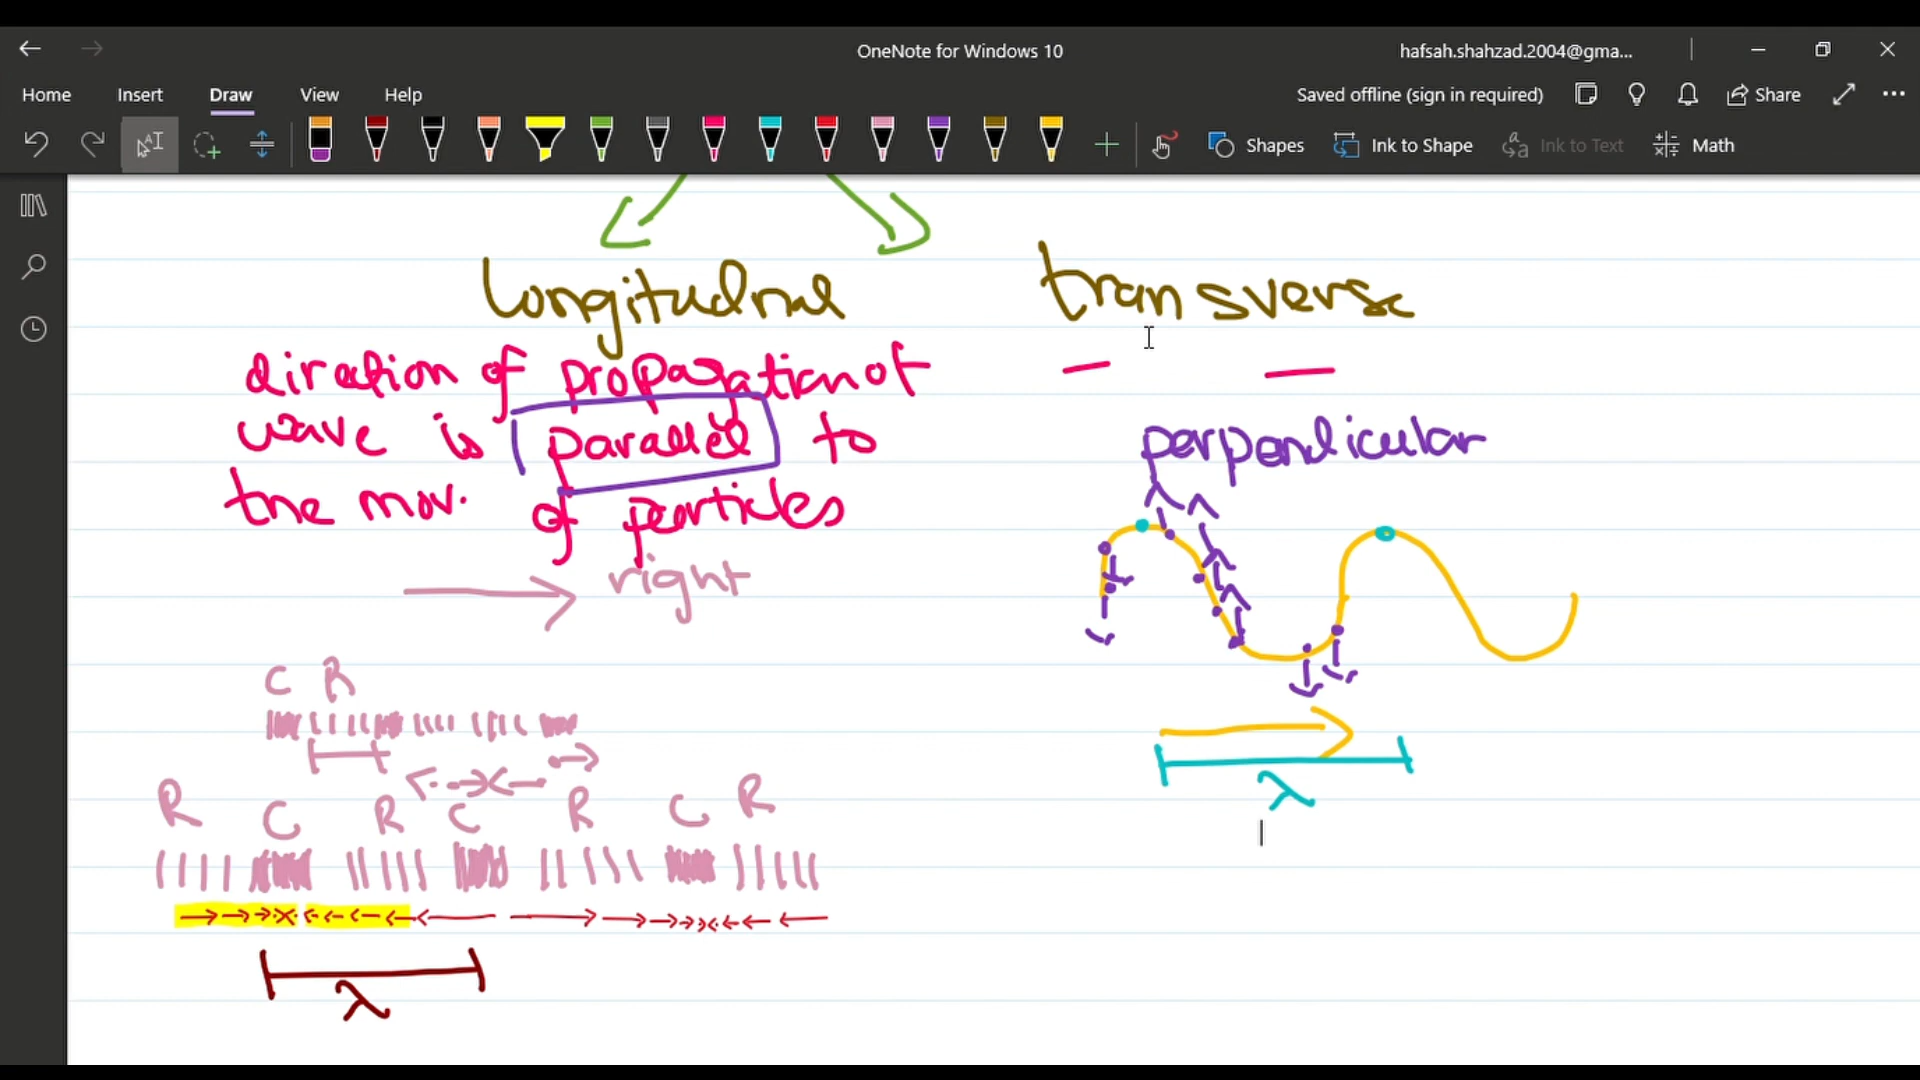 OneNote for Windows 10
hafsah.shahzad.2004@gma...
Home Insert Draw View Help
Saved offline (sign in required)
Share
Shapes
Ink to Shape
Ink to Text
Math
longitudnal
direction of propagation of
wave is parallel to
the mov. of particles
right
C R
R C R C R C R
λ
transverse
perpendicular
λ